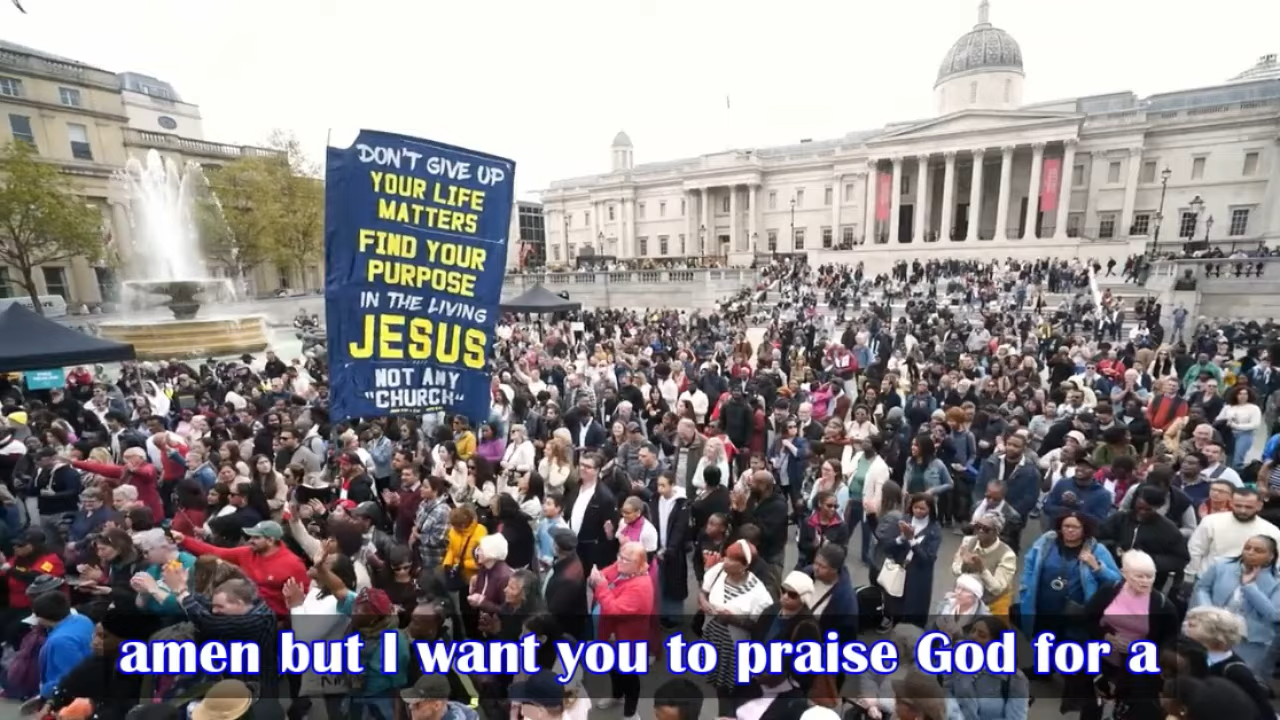 DON'T GIVE UP
YOUR LIFE
MATTERS
FIND YOUR
PURPOSE
IN THE LIVING
JESUS
NOT ANY
"CHURCH"
amen but I want you to praise God for a